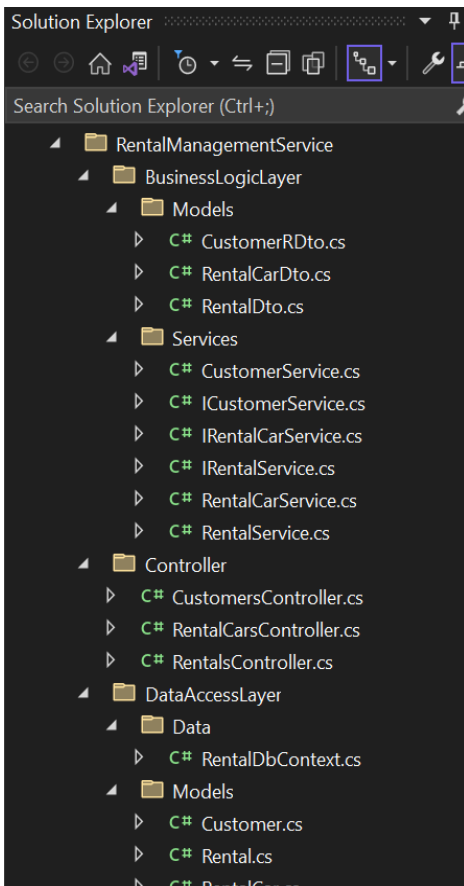 Solution Explorer
Search Solution Explorer (Ctrl+;)
RentalManagementService
BusinessLogicLayer
Models
C# CustomerRDto.cs
C# RentalCarDto.cs
C# RentalDto.cs
Services
C# CustomerService.cs
C# ICustomerService.cs
C# IRentalCarService.cs
C# IRentalService.cs
C# RentalCarService.cs
C# RentalService.cs
Controller
C# CustomersController.cs
C# RentalCarsController.cs
C# RentalsController.cs
DataAccessLayer
Data
C# RentalDbContext.cs
Models
C# Customer.cs
C# Rental.cs
C# RentalCar.cs